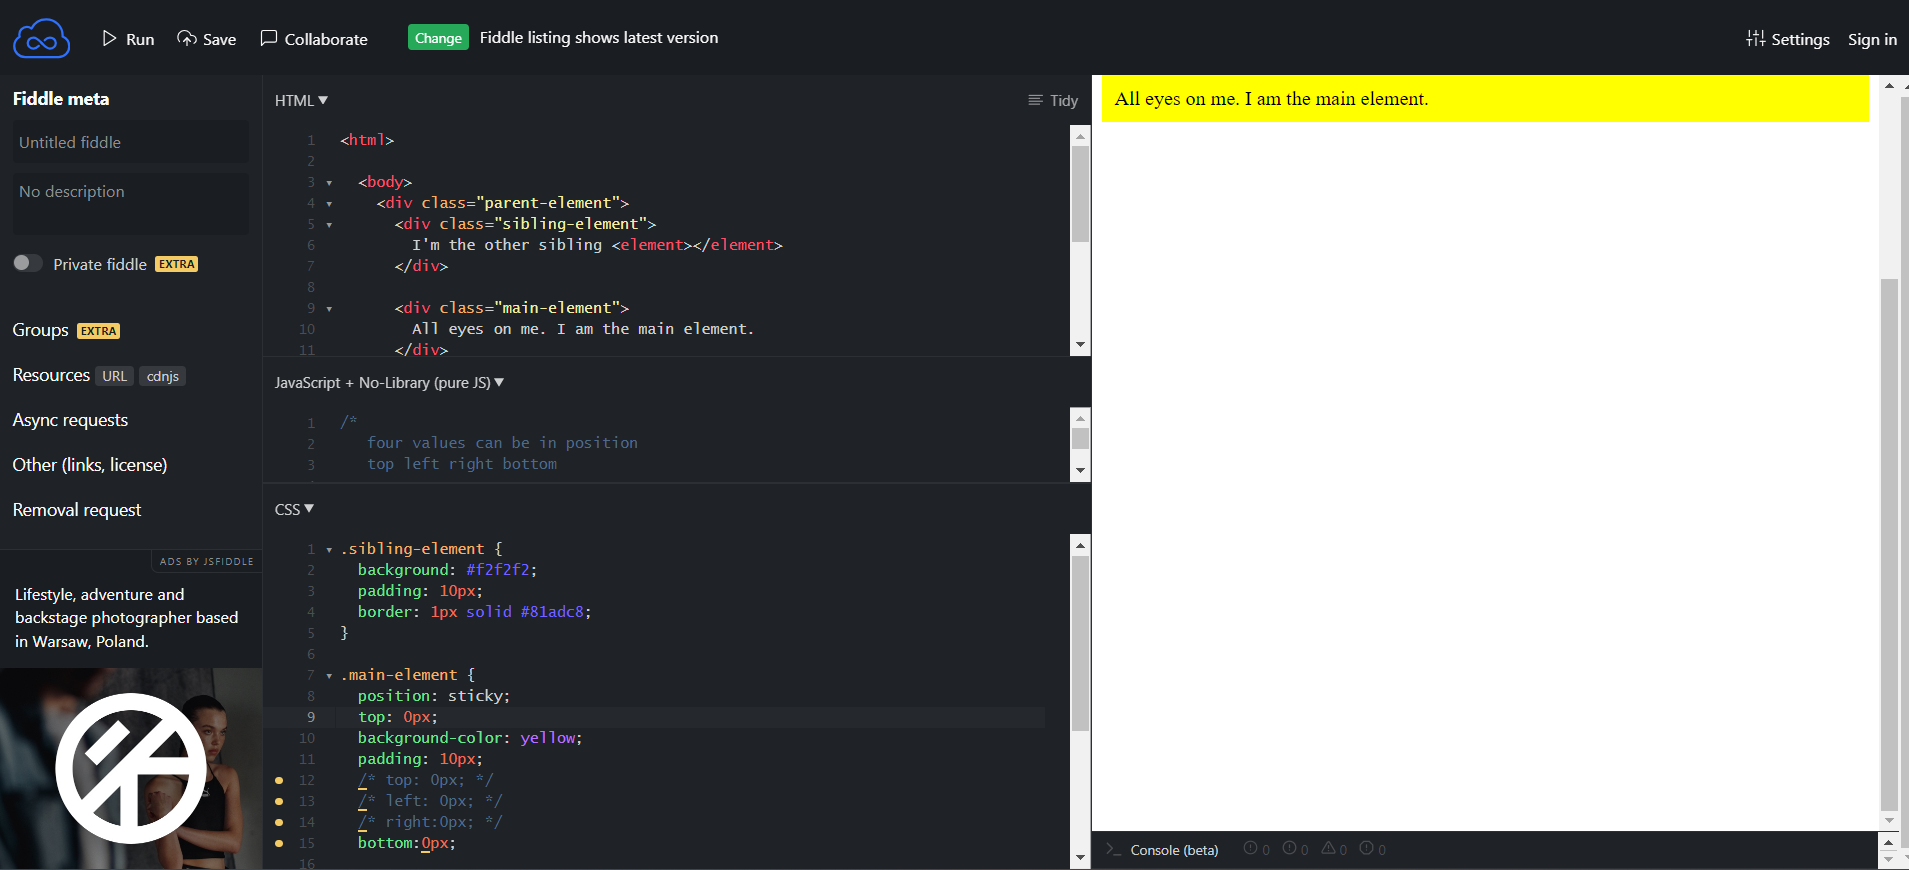 Run
Save
Collaborate
Change
Fiddle listing shows latest version
Settings
Sign in
Fiddle meta
Untitled fiddle
No description
Private fiddle EXTRA
Groups EXTRA
Resources URL cdnjs
Async requests
Other (links, license)
Removal request
ADS BY JSFIDDLE
Lifestyle, adventure and
backstage photographer based
in Warsaw, Poland.
HTML ▼
Tidy
1 <html>
2
3 <body>
4 <div class="parent-element">
5 <div class="sibling-element">
6 I'm the other sibling <element></element>
7 </div>
8
9 <div class="main-element">
10 All eyes on me. I am the main element.
11 </div>
JavaScript + No-Library (pure JS) ▼
1 /*
2 four values can be in position
3 top left right bottom
CSS ▼
1 .sibling-element {
2 background: #f2f2f2;
3 padding: 10px;
4 border: 1px solid #81adc8;
5 }
6
7 .main-element {
8 position: sticky;
9 top: 0px;
10 background-color: yellow;
11 padding: 10px;
12 /* top: 0px; */
13 /* left: 0px; */
14 /* right:0px; */
15 bottom:0px;
16
All eyes on me. I am the main element.
>_ Console (beta) 0 0 0 0